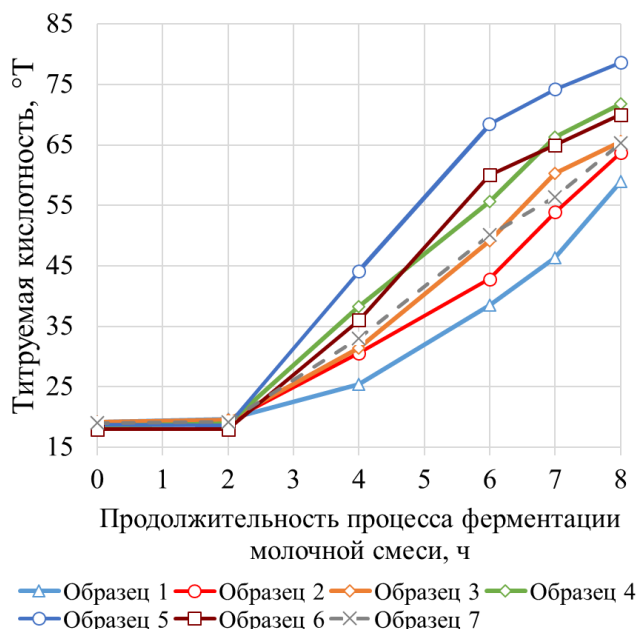 85
75
65
55
45
35
25
15
Титруемая кислотность, °Т
0 1 2 3 4 5 6 7 8
Продолжительность процесса ферментации
молочной смеси, ч
Образец 1 Образец 2 Образец 3 Образец 4
Образец 5 Образец 6 Образец 7